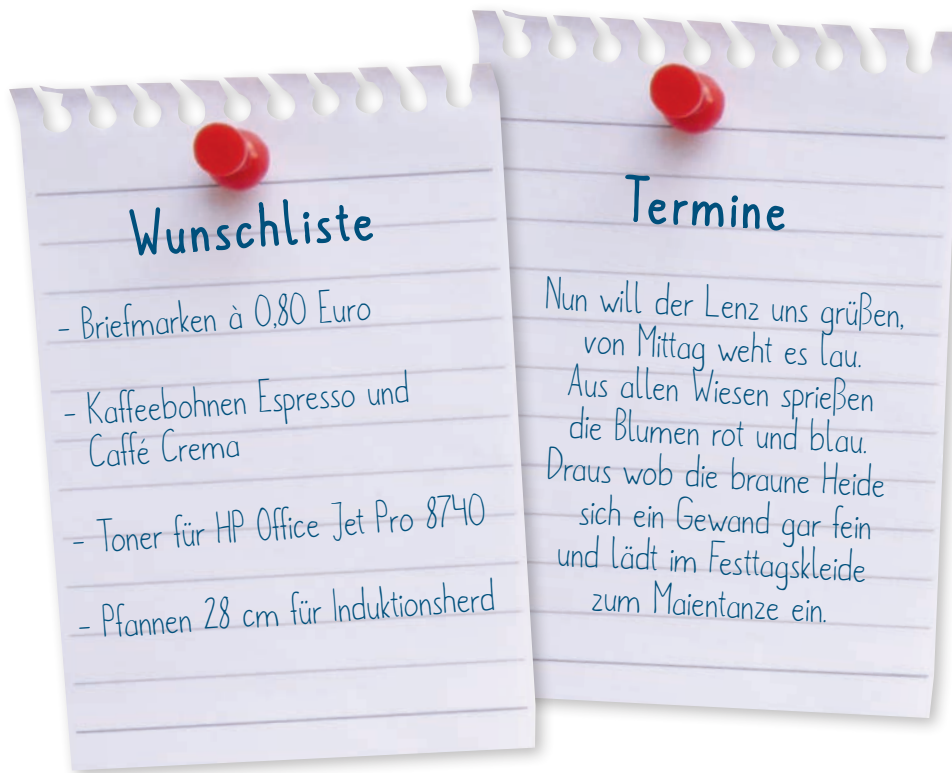 Wunschliste
- Briefmarken à 0,80 Euro
- Kaffeebohnen Espresso und
Caffé Crema
- Toner für HP Office Jet Pro 8740
- Pfannen 28 cm für Induktionsherd
Termine
Nun will der Lenz uns grüßen,
von Mittag weht es lau.
Aus allen Wiesen sprießen
die Blumen rot und blau.
Draus wob die braune Heide
sich ein Gewand gar fein
und lädt im Festtagskleide
zum Maientanze ein.